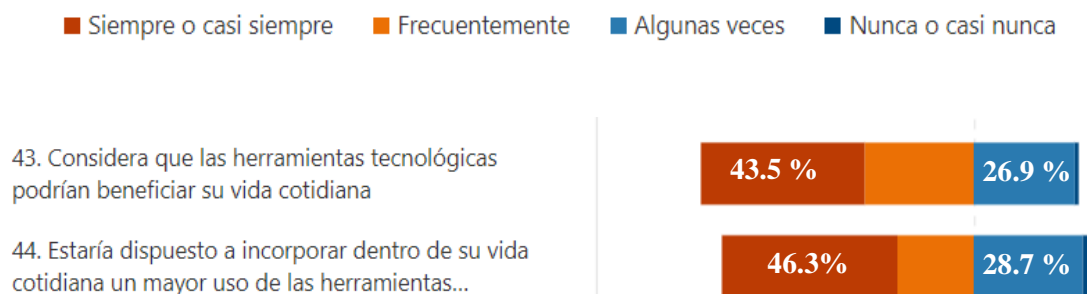 Siempre o casi siempre Frecuentemente Algunas veces Nunca o casi nunca
43. Considera que las herramientas tecnológicas
podrían beneficiar su vida cotidiana
43.5 % 26.9 %
44. Estaría dispuesto a incorporar dentro de su vida
cotidiana un mayor uso de las herramientas...
46.3% 28.7 %